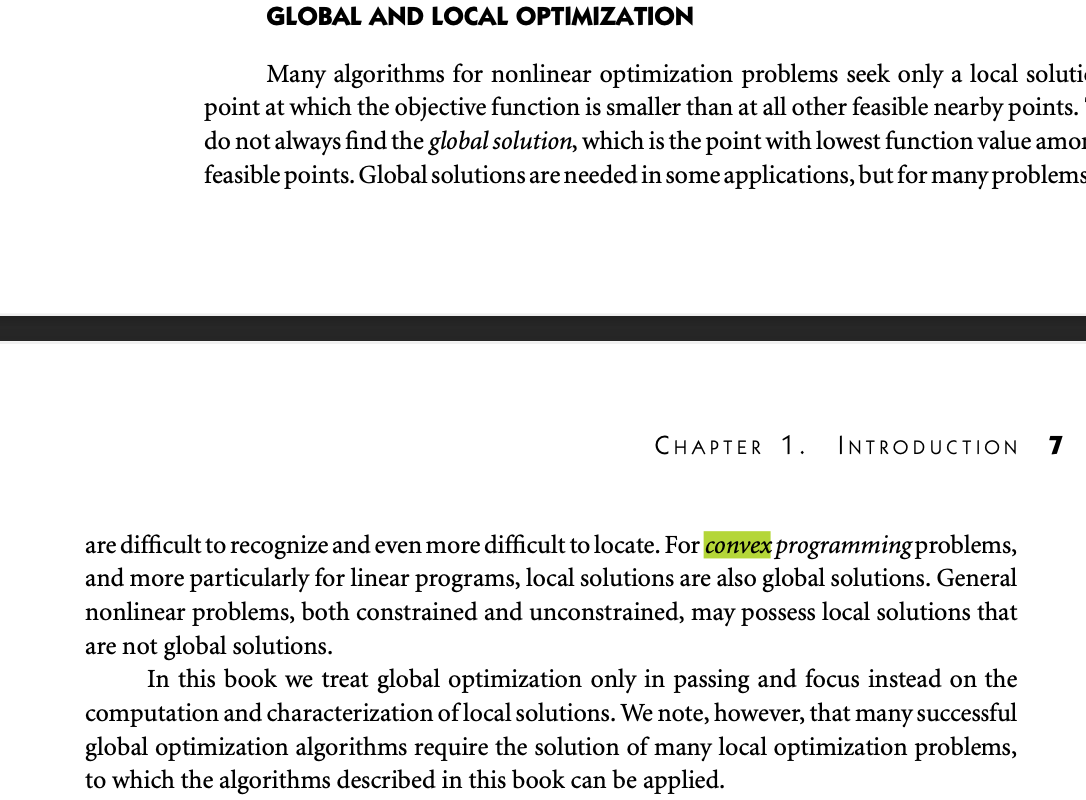 GLOBAL AND LOCAL OPTIMIZATION
Many algorithms for nonlinear optimization problems seek only a local
point at which the objective function is smaller than at all other feasible nearby points.
do not always find the global solution, which is the point with lowest function value
feasible points. Global solutions are needed in some applications, but for many problems
CHAPTER 1. INTRODUCTION 7
are difficult to recognize and even more difficult to locate. For convex programming problems,
and more particularly for linear programs, local solutions are also global solutions. General
nonlinear problems, both constrained and unconstrained, may possess local solutions that
are not global solutions.
In this book we treat global optimization only in passing and focus instead on the
computation and characterization of local solutions. We note, however, that many successful
global optimization algorithms require the solution of many local optimization problems,
to which the algorithms described in this book can be applied.